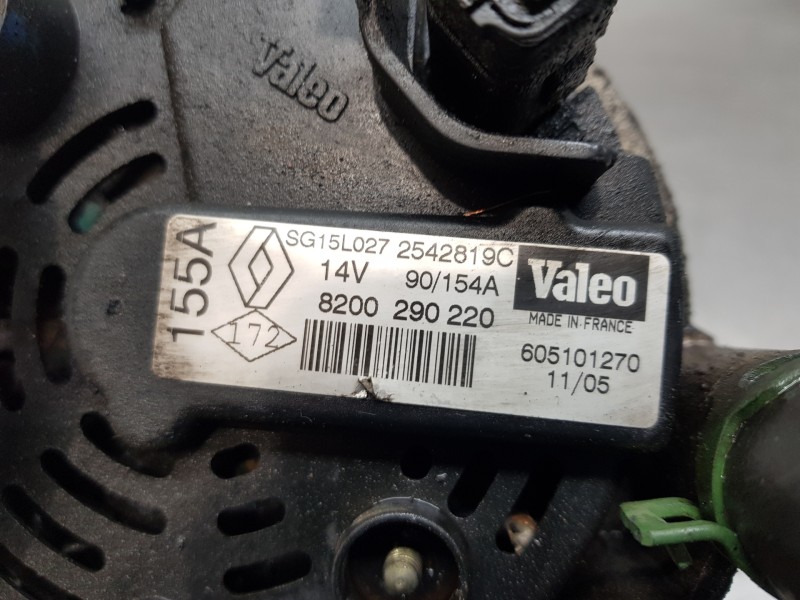 Valeo
155A
SG15L027 2542819C
14V 90/154A
8200 290 220
172
Valeo
MADE IN FRANCE
605101270
11/05